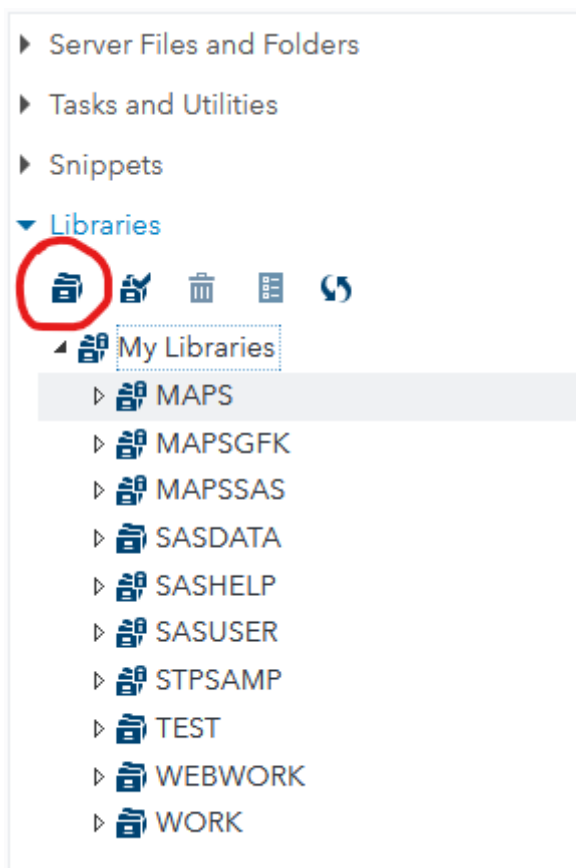 Server Files and Folders
Tasks and Utilities
Snippets
Libraries
My Libraries
MAPS
MAPSGFK
MAPSSAS
SASDATA
SASHELP
SASUSER
STPSAMP
TEST
WEBWORK
WORK